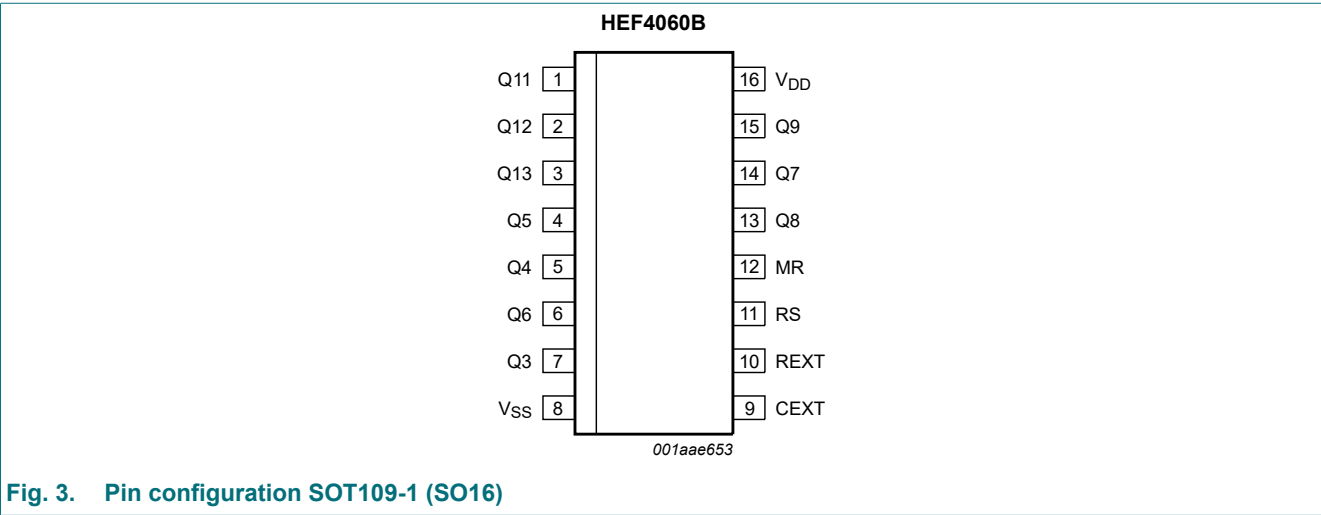 HEF4060B
Q11 1 16 VDD
Q12 2 15 Q9
Q13 3 14 Q7
Q5 4 13 Q8
Q4 5 12 MR
Q6 6 11 RS
Q3 7 10 REXT
VSS 8 9 CEXT
001aae653
Fig. 3. Pin configuration SOT109-1 (SO16)